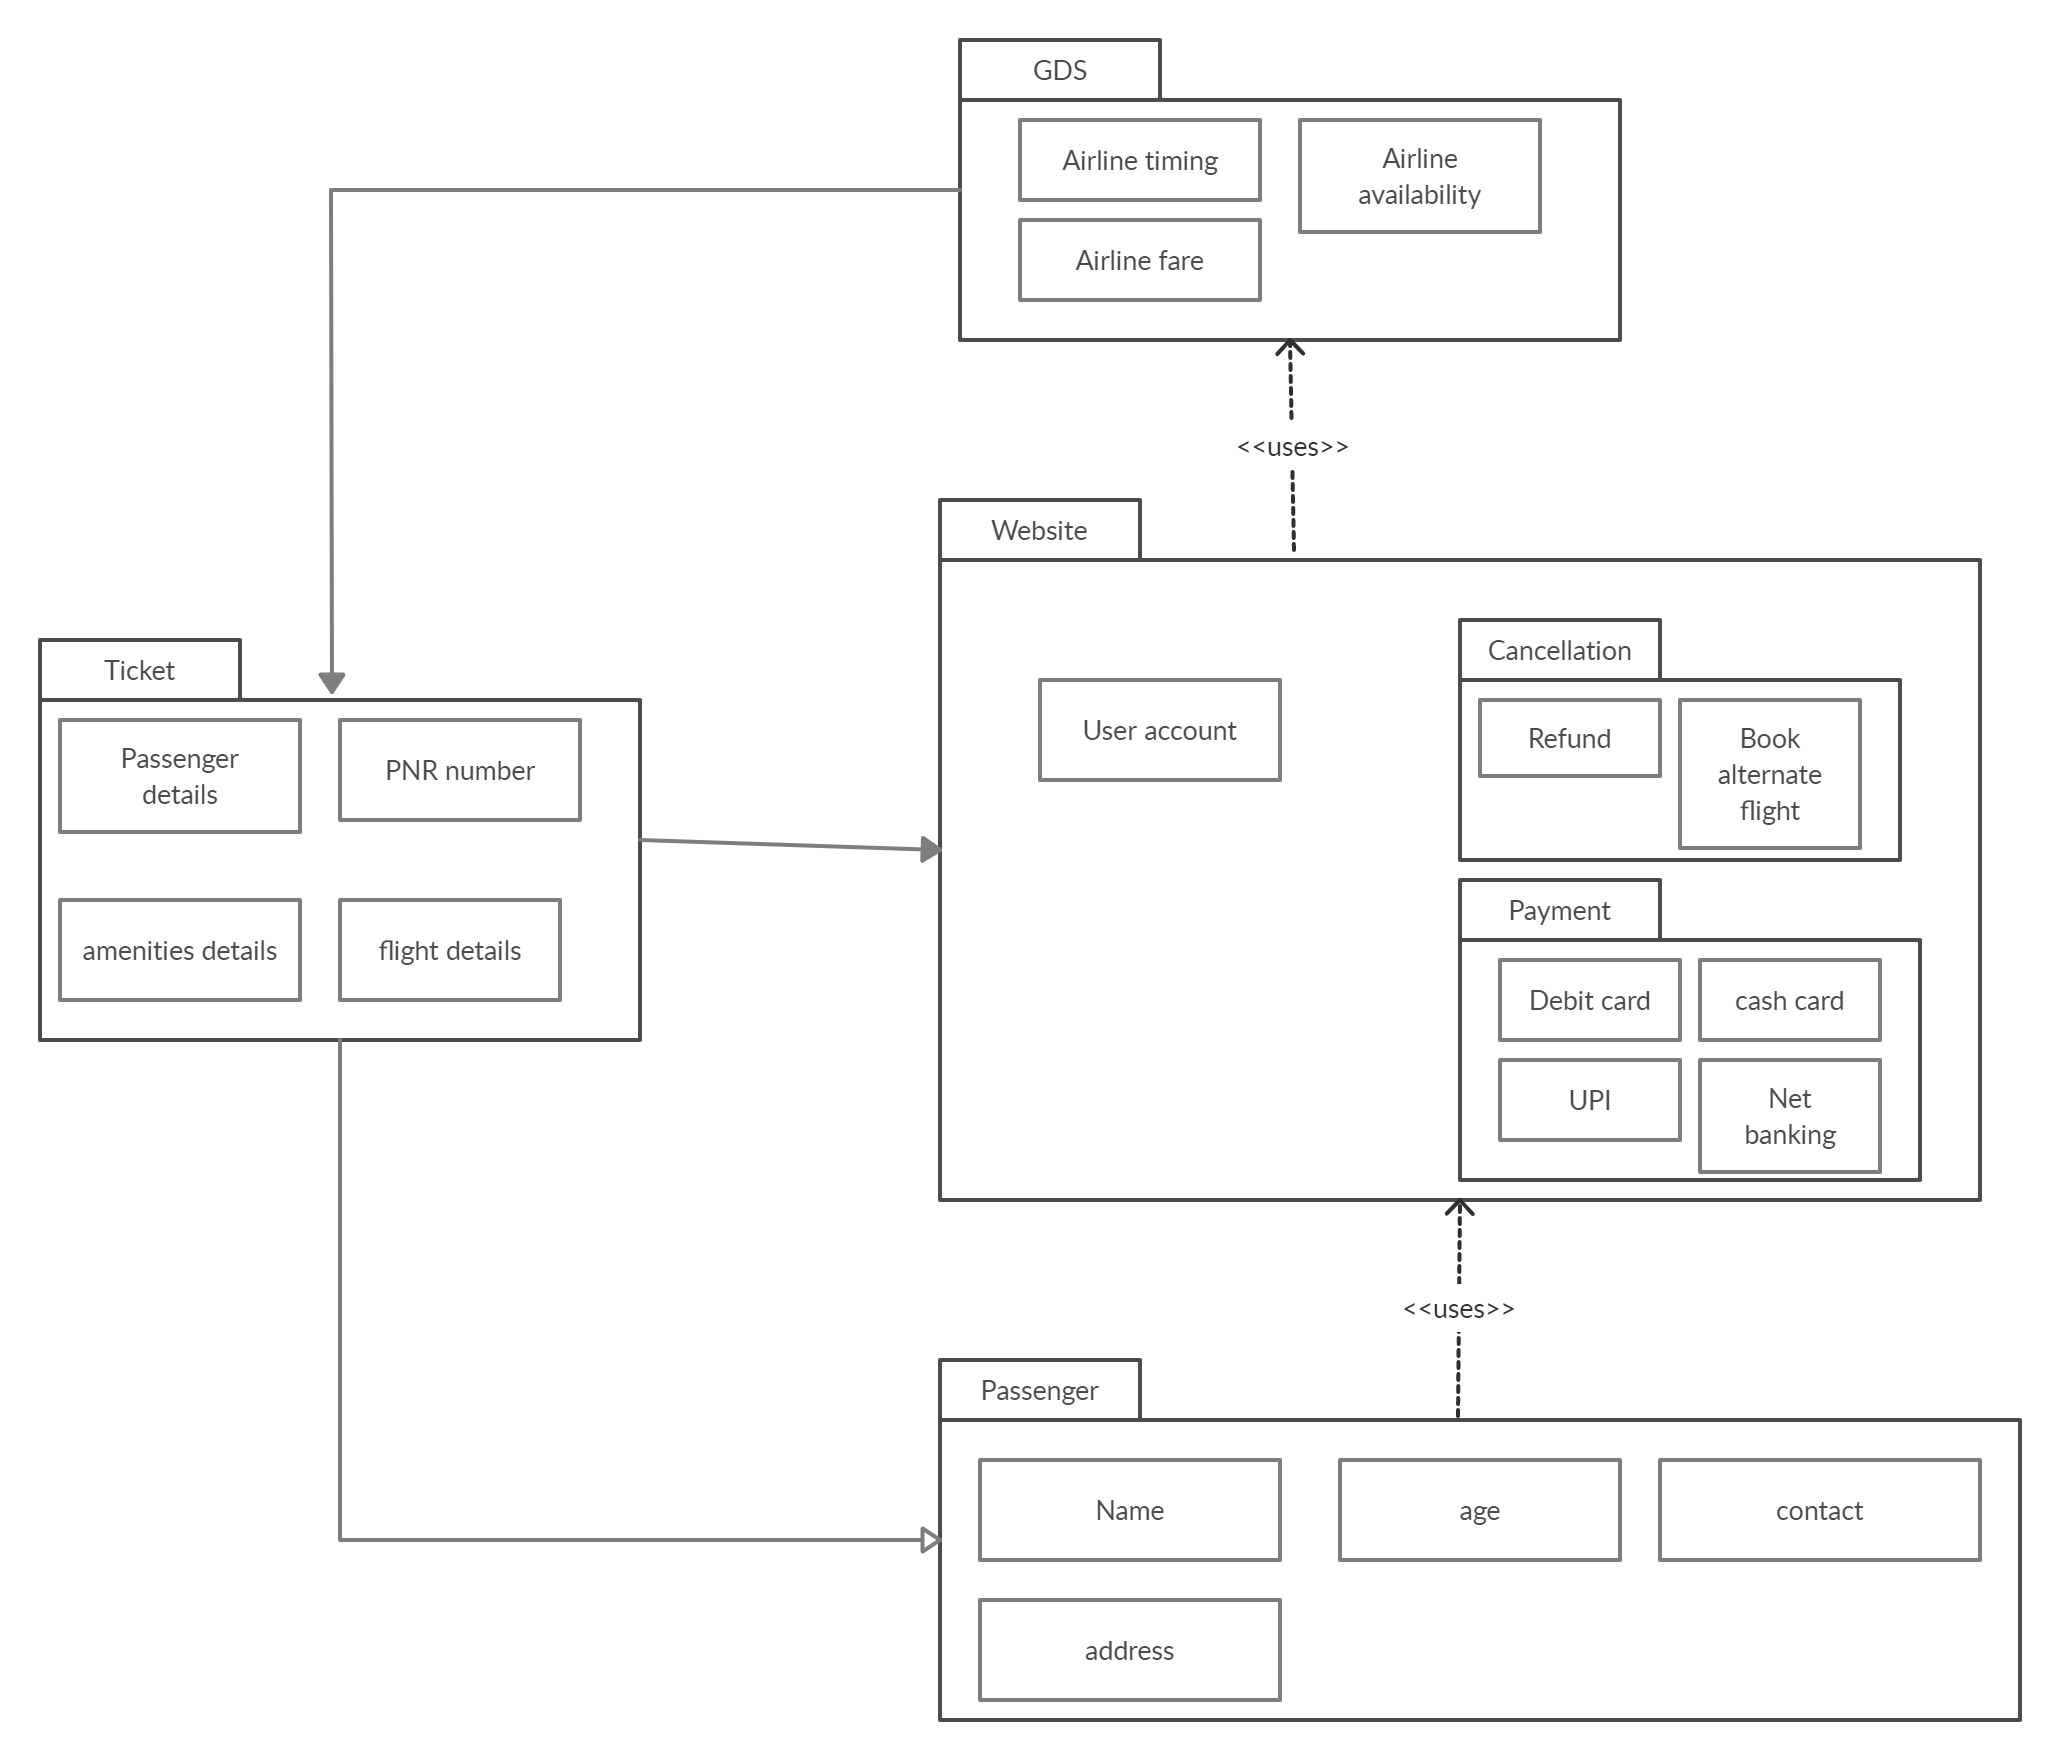 GDS
Airline timing
Airline
availability
Airline fare
<<uses>>
Website
Ticket
Passenger
details
PNR number
amenities details
flight details
User account
Cancellation
Refund
Book
alternate
flight
Payment
Debit card
cash card
UPI
Net
banking
<<uses>>
Passenger
Name
age
contact
address